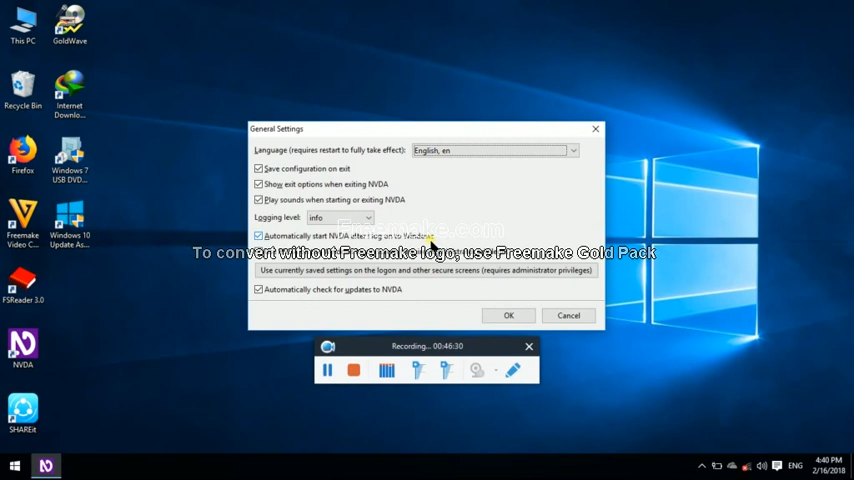 This PC
GoldWave
Recycle Bin
Internet
Downlo...
Firefox
Windows 7
USB DVD...
Freemake
Video C...
Windows 10
Update As...
FSReader 3.0
NVDA
SHAREit
General Settings
Language (requires restart to fully take effect): English, en
Save configuration on exit
Show exit options when exiting NVDA
Play sounds when starting or exiting NVDA
Logging level: info
Freemake.com
Automatically start NVDA after I log on to Windows
To convert without Freemake logo, use Freemake Gold Pack
Use currently saved settings on the logon and other secure screens (requires administrator privileges)
Automatically check for updates to NVDA
OK Cancel
Recording... 00:46:30
ENG
4:40 PM
2/16/2018